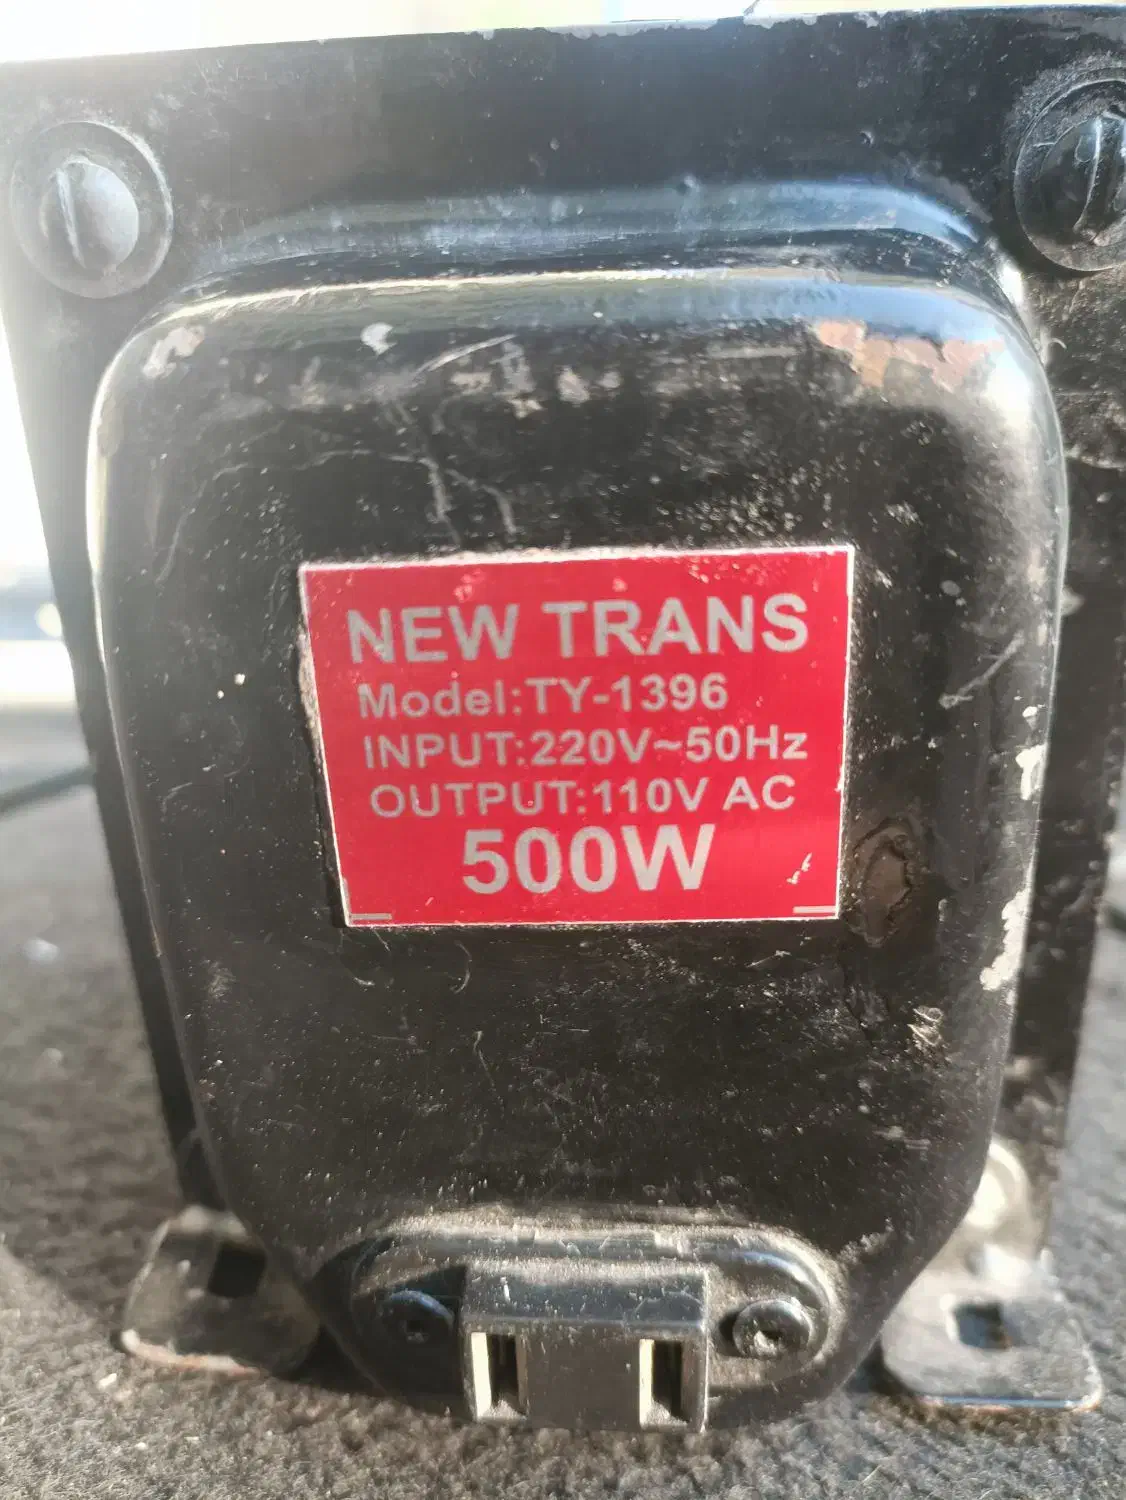 NEW TRANS
Model:TY-1396
INPUT:220V~50Hz
OUTPUT:110V AC
500W